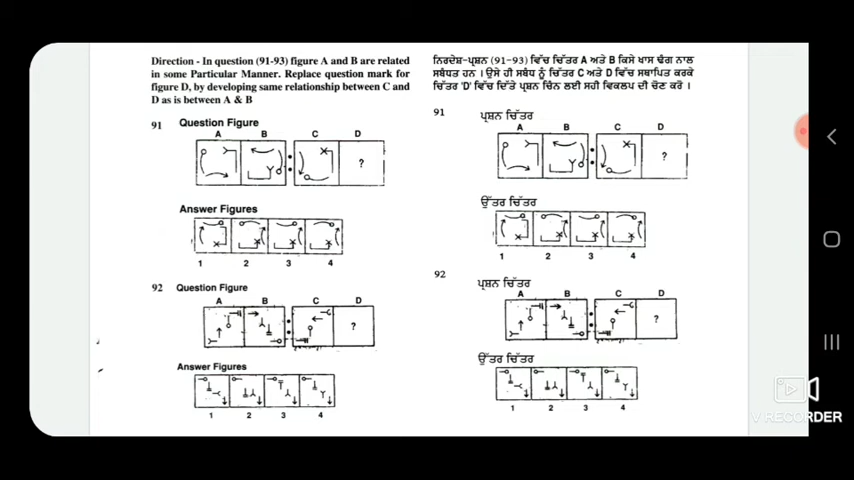 Direction - In question (91-93) figure A and B are related
in some Particular Manner. Replace question mark for
figure D, by developing same relationship between C and
D as is between A & B
91 Question Figure
A B C D
?
Answer Figures
1 2 3 4
92 Question Figure
A B C D
?
Answer Figures
1 2 3 4
ਨਿਰਦੇਸ਼-ਪ੍ਰਸ਼ਨ (91-93) ਵਿੱਚ ਚਿੱਤਰ A ਅਤੇ B ਕਿਸੇ ਖਾਸ ਢੰਗ ਨਾਲ
ਸਬੰਧਤ ਹਨ । ਉਸੇ ਹੀ ਸਬੰਧ ਨੂੰ ਚਿੱਤਰ C ਅਤੇ D ਵਿੱਚ ਸਥਾਪਿਤ ਕਰਕੇ
ਚਿੱਤਰ 'D' ਵਿੱਚ ਦਿੱਤੇ ਪ੍ਰਸ਼ਨ ਚਿੰਨ ਲਈ ਸਹੀ ਵਿਕਲਪ ਦੀ ਚੋਣ ਕਰੋ ।
91 ਪ੍ਰਸ਼ਨ ਚਿੱਤਰ
A B C D
?
ਉੱਤਰ ਚਿੱਤਰ
1 2 3 4
92 ਪ੍ਰਸ਼ਨ ਚਿੱਤਰ
A B C D
?
ਉੱਤਰ ਚਿੱਤਰ
1 2 3 4
V RECORDER